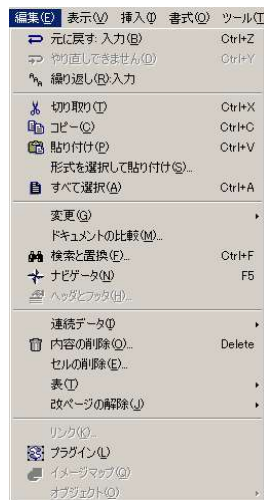 編集(E) 表示(V) 挿入(I) 書式(O) ツール(T
元に戻す: 入力(B) Ctrl+Z
やり直しできません(D) Ctrl+Y
繰り返し(R):入力
切り取り(T) Ctrl+X
コピー(C) Ctrl+C
貼り付け(P) Ctrl+V
形式を選択して貼り付け(S)...
すべて選択(A) Ctrl+A
変更(G)
ドキュメントの比較(M)...
検索と置換(F)... Ctrl+F
ナビゲータ(N) F5
ヘッダとフッタ(H)...
連続データ(I)
内容の削除(O)... Delete
セルの削除(E)...
表(T)
改ページの解除(J)
リンク(K)...
プラグイン(L)
イメージマップ(Q)
オブジェクト(O)